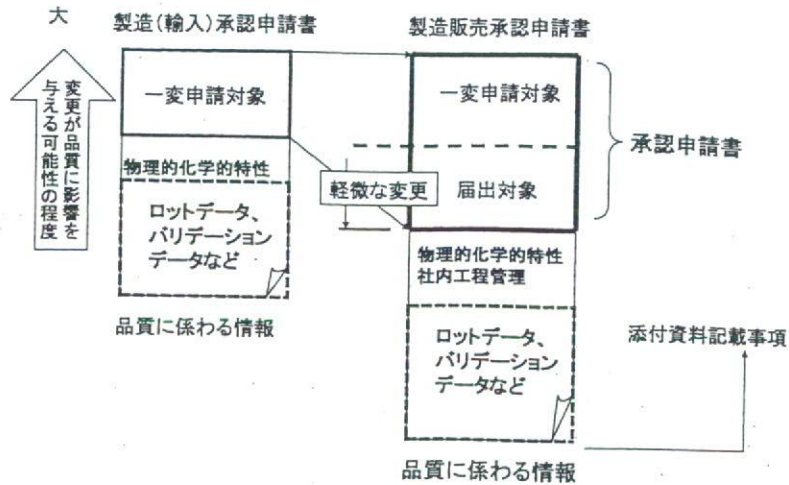 大
製造(輸入)承認申請書
製造販売承認申請書
変更が品質に影響を
与える可能性の程度
一変申請対象
一変申請対象
承認申請書
物理的化学的特性
軽微な変更
届出対象
ロットデータ、
バリデーション
データなど
物理的化学的特性
社内工程管理
品質に係わる情報
ロットデータ、
バリデーション
データなど
添付資料記載事項
品質に係わる情報